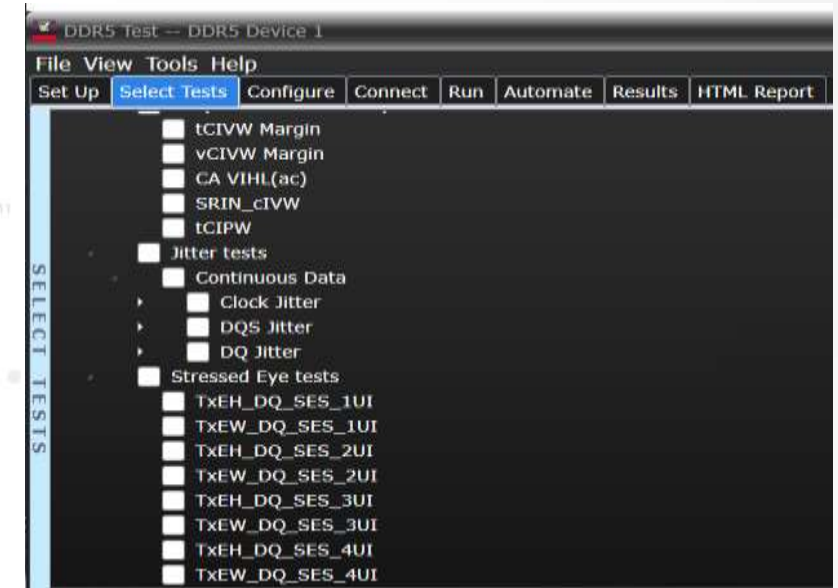 DDR5 Test -- DDR5 Device 1
File View Tools Help
Set Up Select Tests Configure Connect Run Automate Results HTML Report
tCIVW Margin
vCIVW Margin
CA VIHL(ac)
SRIN_cIVW
tCIPW
Jitter tests
Continuous Data
Clock Jitter
DQS Jitter
DQ Jitter
Stressed Eye tests
TxEH_DQ_SES_1UI
TxEW_DQ_SES_1UI
TxEH_DQ_SES_2UI
TxEW_DQ_SES_2UI
TxEH_DQ_SES_3UI
TxEW_DQ_SES_3UI
TxEH_DQ_SES_4UI
TxEW_DQ_SES_4UI
SELECT TESTS